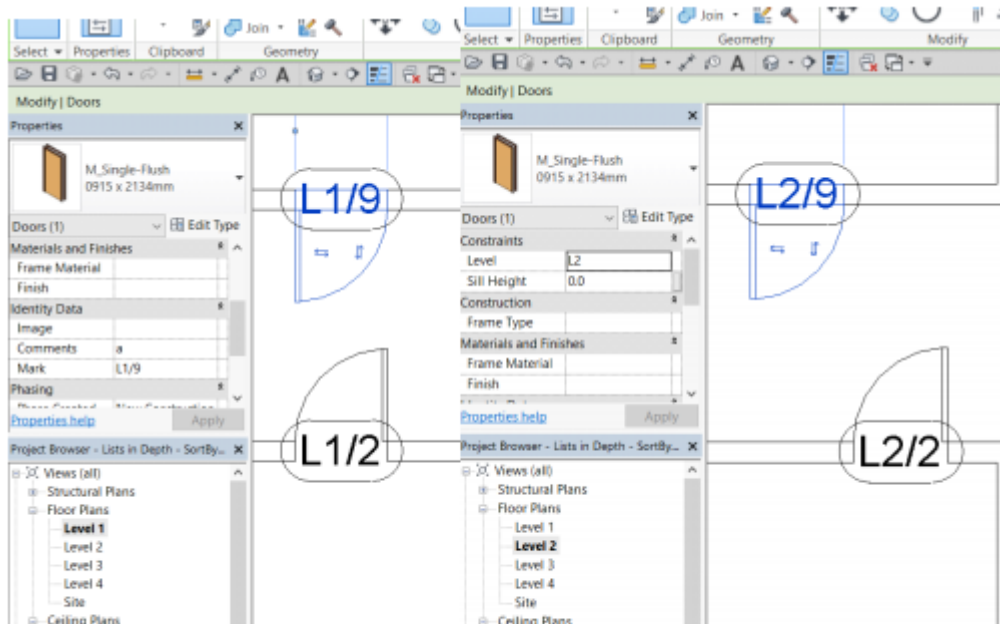 Join
Select Properties Clipboard Geometry
A
Modify | Doors
Properties
M_Single-Flush
0915 x 2134mm
Doors (1) Edit Type
Materials and Finishes
Frame Material
Finish
Identity Data
Image
Comments a
Mark L1/9
Phasing
Properties help Apply
Project Browser - Lists in Depth - SortBy...
Views (all)
Structural Plans
Floor Plans
Level 1
Level 2
Level 3
Level 4
Site
Ceiling Plans
L1/9
L1/2
Join
Select Properties Clipboard Geometry Modify
A
Modify | Doors
Properties
M_Single-Flush
0915 x 2134mm
Doors (1) Edit Type
Constraints
Level L2
Sill Height 0.0
Construction
Frame Type
Materials and Finishes
Frame Material
Finish
Properties help Apply
Project Browser - Lists in Depth - SortBy...
Views (all)
Structural Plans
Floor Plans
Level 1
Level 2
Level 3
Level 4
Site
Ceiling Plans
L2/9
L2/2